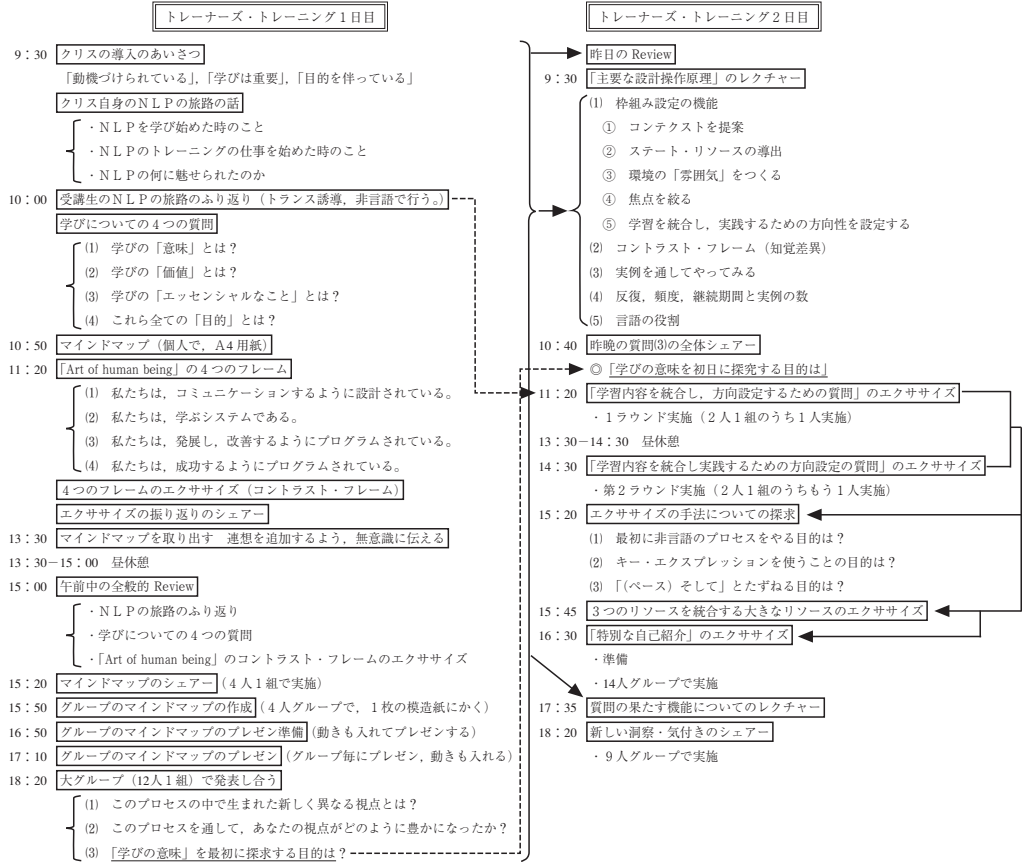 トレーナーズ・トレーニング１日目
9：30 クリスの導入のあいさつ
「動機づけられている」，「学びは重要」，「目的を伴っている」
クリス自身のＮＬＰの旅路の話
・ＮＬＰを学び始めた時のこと
・ＮＬＰのトレーニングの仕事を始めた時のこと
・ＮＬＰの何に魅せられたのか
10：00 受講生のＮＬＰの旅路のふり返り（トランス誘導，非言語で行う。）
学びについての４つの質問
⑴ 学びの「意味」とは？
⑵ 学びの「価値」とは？
⑶ 学びの「エッセンシャルなこと」とは？
⑷ これら全ての「目的」とは？
10：50 マインドマップ（個人で，Ａ４用紙）
11：20 「Art of human being」の４つのフレーム
⑴ 私たちは，コミュニケーションするように設計されている。
⑵ 私たちは，学ぶシステムである。
⑶ 私たちは，発展し，改善するようにプログラムされている。
⑷ 私たちは，成功するようにプログラムされている。
４つのフレームのエクササイズ（コントラスト・フレーム）
エクササイズの振り返りのシェアー
13：30 マインドマップを取り出す　連想を追加するよう，無意識に伝える
13：30－15：00　昼休憩
15：00 午前中の全般的 Review
・ＮＬＰの旅路のふり返り
・学びについての４つの質問
・「Art of human being」のコントラスト・フレームのエクササイズ
15：20 マインドマップのシェアー（４人１組で実施）
15：50 グループのマインドマップの作成（４人グループで，１枚の模造紙にかく）
16：50 グループのマインドマップのプレゼン準備（動きも入れてプレゼンする）
17：10 グループのマインドマップのプレゼン（グループ毎にプレゼン，動きも入れる）
18：20 大グループ（12人１組）で発表し合う
⑴ このプロセスの中で生まれた新しく異なる視点とは？
⑵ このプロセスを通して，あなたの視点がどのように豊かになったか？
⑶ 「学びの意味」を最初に探求する目的は？
トレーナーズ・トレーニング２日目
昨日の Review
9：30 「主要な設計操作原理」のレクチャー
⑴ 枠組み設定の機能
① コンテクストを提案
② ステート・リソースの導出
③ 環境の「雰囲気」をつくる
④ 焦点を絞る
⑤ 学習を統合し，実践するための方向性を設定する
⑵ コントラスト・フレーム（知覚差異）
⑶ 実例を通してやってみる
⑷ 反復，頻度，継続期間と実例の数
⑸ 言語の役割
10：40 昨晩の質問⑶の全体シェアー
◎「学びの意味を初日に探究する目的は」
11：20 「学習内容を統合し，方向設定するための質問」のエクササイズ
・１ラウンド実施（２人１組のうち１人実施）
13：30－14：30　昼休憩
14：30 「学習内容を統合し実践するための方向設定の質問」のエクササイズ
・第２ラウンド実施（２人１組のうちもう１人実施）
15：20 エクササイズの手法についての探求
⑴ 最初に非言語のプロセスをやる目的は？
⑵ キー・エクスプレッションを使うことの目的は？
⑶ 「（ペース）そして」とたずねる目的は？
15：45 ３つのリソースを統合する大きなリソースのエクササイズ
16：30 「特別な自己紹介」のエクササイズ
・準備
・14人グループで実施
17：35 質問の果たす機能についてのレクチャー
18：20 新しい洞察・気付きのシェアー
・９人グループで実施